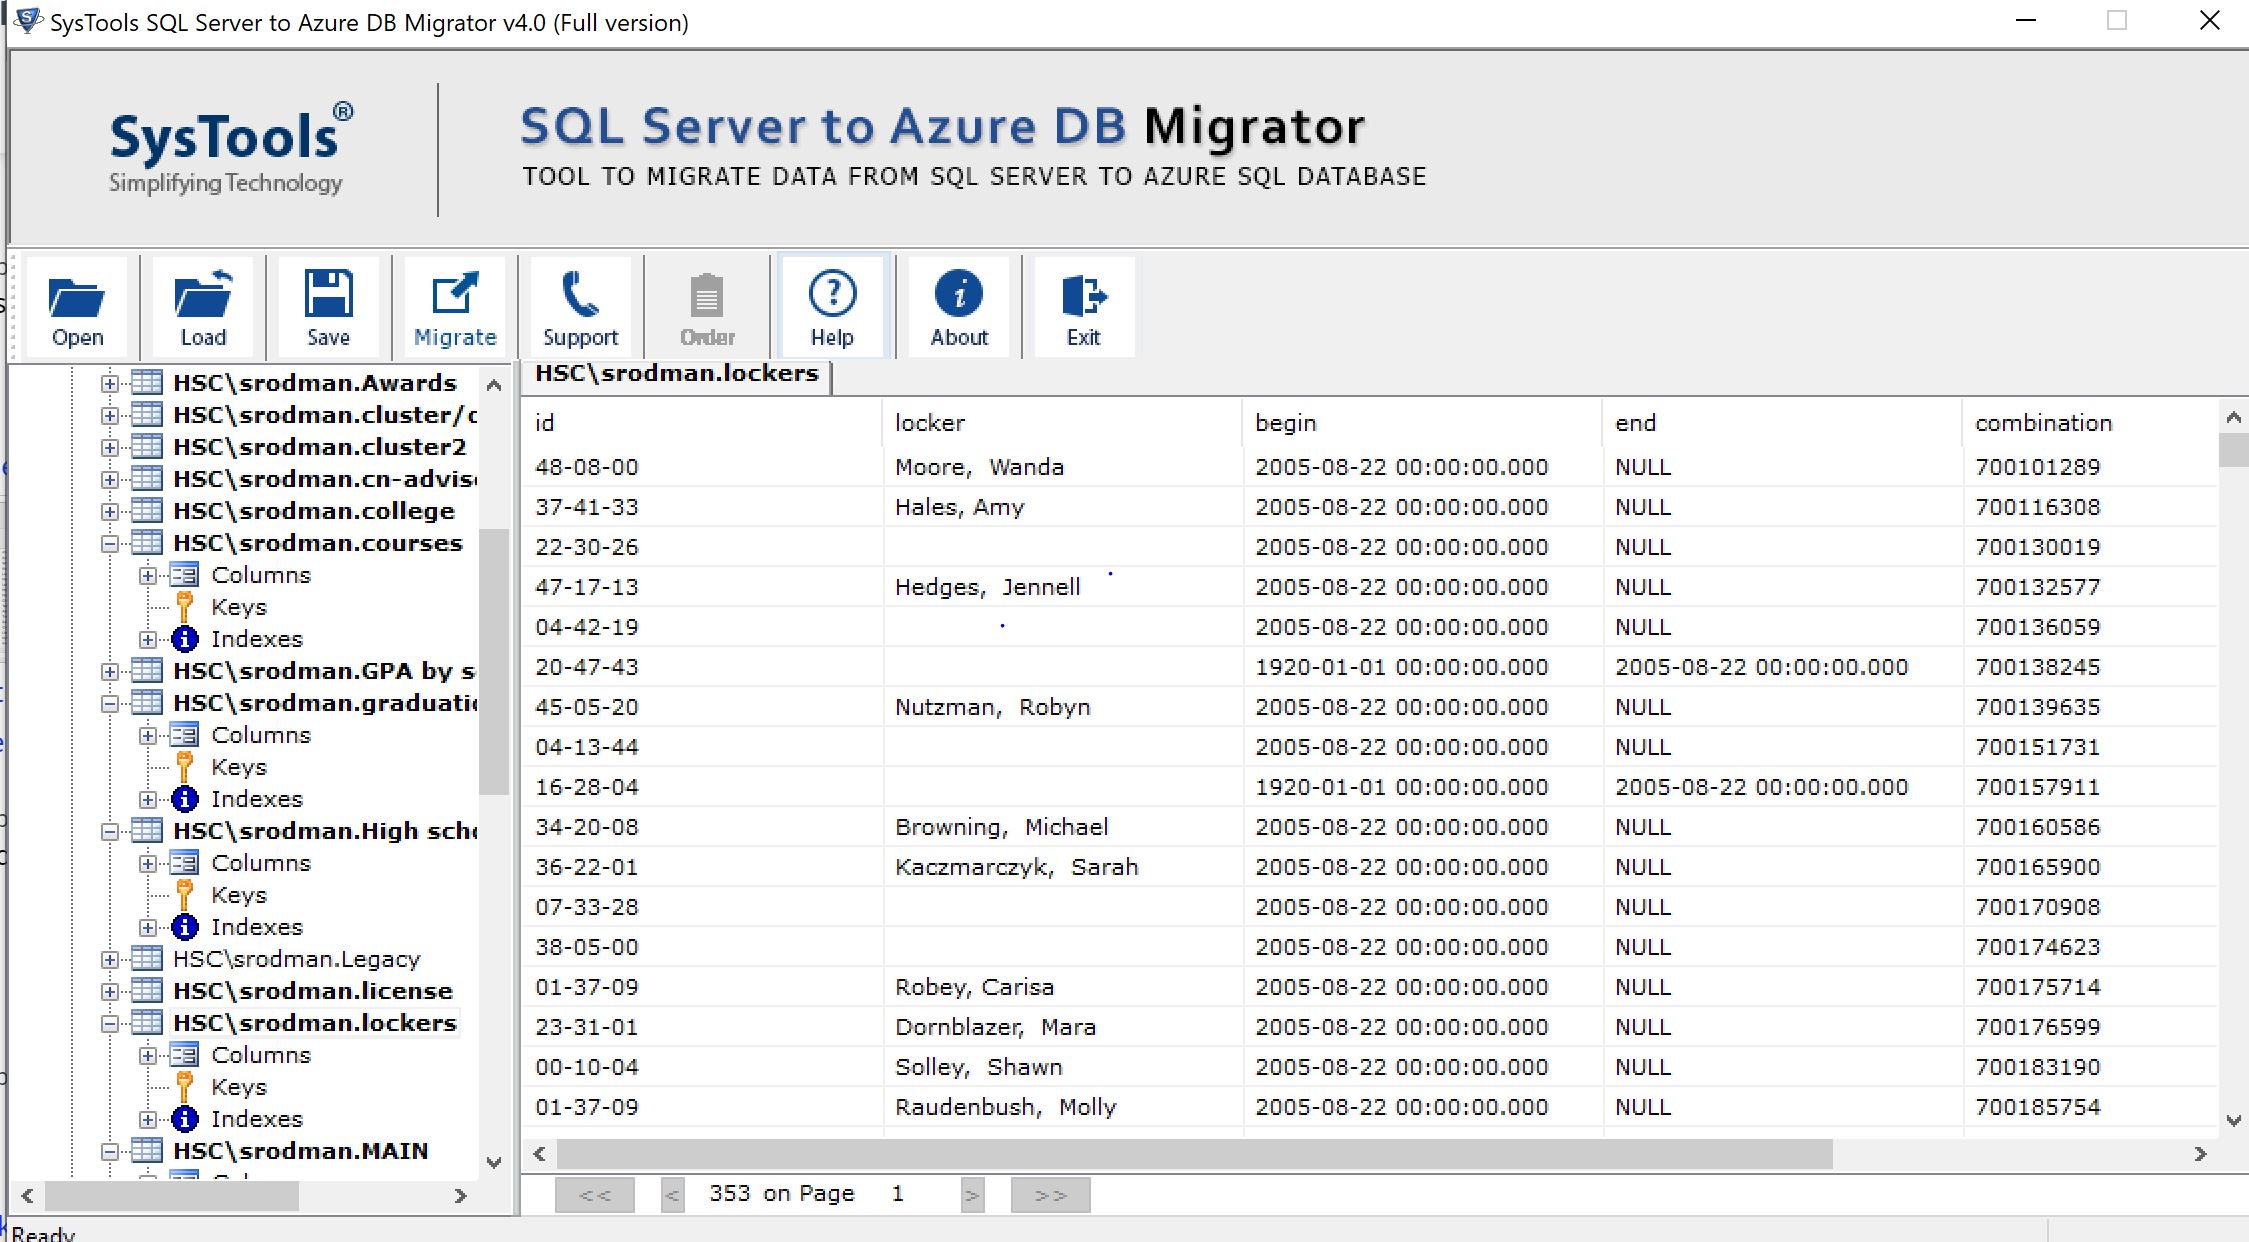 SysTools SQL Server to Azure DB Migrator v4.0 (Full version)
SysTools®
Simplifying Technology
SQL Server to Azure DB Migrator
TOOL TO MIGRATE DATA FROM SQL SERVER TO AZURE SQL DATABASE
Open Load Save Migrate Support Order Help About Exit
HSC\srodman.Awards
HSC\srodman.cluster/c
HSC\srodman.cluster2
HSC\srodman.cn-advis
HSC\srodman.college
HSC\srodman.courses
Columns
Keys
Indexes
HSC\srodman.GPA by s
HSC\srodman.graduati
Columns
Keys
Indexes
HSC\srodman.High sch
Columns
Keys
Indexes
HSC\srodman.Legacy
HSC\srodman.license
HSC\srodman.lockers
Columns
Keys
Indexes
HSC\srodman.MAIN
HSC\srodman.lockers
id locker begin end combination
48-08-00 Moore, Wanda 2005-08-22 00:00:00.000 NULL 700101289
37-41-33 Hales, Amy 2005-08-22 00:00:00.000 NULL 700116308
22-30-26 2005-08-22 00:00:00.000 NULL 700130019
47-17-13 Hedges, Jennell 2005-08-22 00:00:00.000 NULL 700132577
04-42-19 2005-08-22 00:00:00.000 NULL 700136059
20-47-43 1920-01-01 00:00:00.000 2005-08-22 00:00:00.000 700138245
45-05-20 Nutzman, Robyn 2005-08-22 00:00:00.000 NULL 700139635
04-13-44 2005-08-22 00:00:00.000 NULL 700151731
16-28-04 1920-01-01 00:00:00.000 2005-08-22 00:00:00.000 700157911
34-20-08 Browning, Michael 2005-08-22 00:00:00.000 NULL 700160586
36-22-01 Kaczmarczyk, Sarah 2005-08-22 00:00:00.000 NULL 700165900
07-33-28 2005-08-22 00:00:00.000 NULL 700170908
38-05-00 2005-08-22 00:00:00.000 NULL 700174623
01-37-09 Robey, Carisa 2005-08-22 00:00:00.000 NULL 700175714
23-31-01 Dornblazer, Mara 2005-08-22 00:00:00.000 NULL 700176599
00-10-04 Solley, Shawn 2005-08-22 00:00:00.000 NULL 700183190
01-37-09 Raudenbush, Molly 2005-08-22 00:00:00.000 NULL 700185754
<< < 353 on Page 1 > >>
Ready